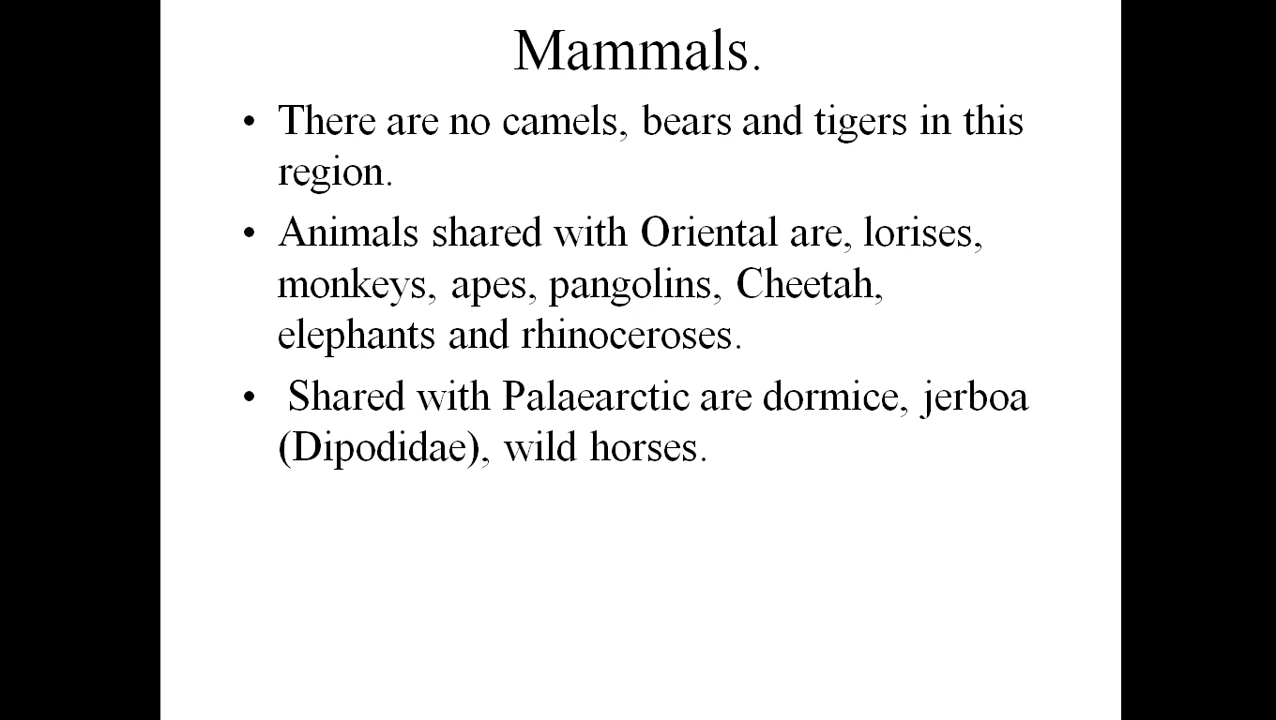 Mammals.
• There are no camels, bears and tigers in this
region.
• Animals shared with Oriental are, lorises,
monkeys, apes, pangolins, Cheetah,
elephants and rhinoceroses.
• Shared with Palaearctic are dormice, jerboa
(Dipodidae), wild horses.